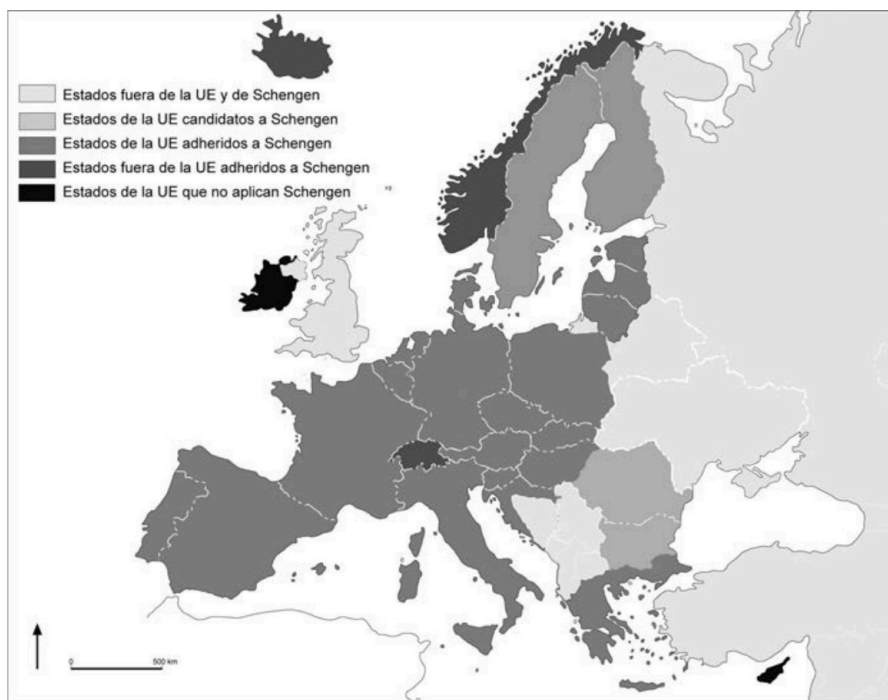 Estados fuera de la UE y de Schengen
Estados de la UE candidatos a Schengen
Estados de la UE adheridos a Schengen
Estados fuera de la UE adheridos a Schengen
Estados de la UE que no aplican Schengen
0 500 km